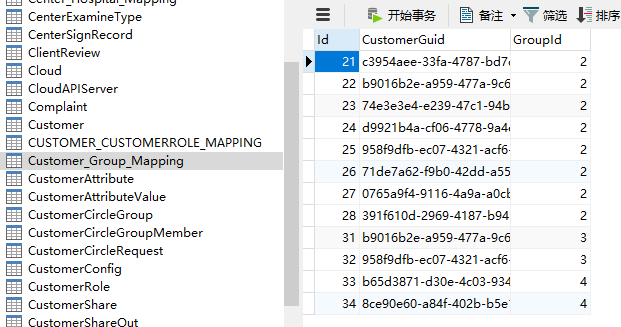 Center_Hospital_Mapping
CenterExamineType
CenterSignRecord
ClientReview
Cloud
CloudAPIServer
Complaint
Customer
CUSTOMER_CUSTOMERROLE_MAPPING
Customer_Group_Mapping
CustomerAttribute
CustomerAttributeValue
CustomerCircleGroup
CustomerCircleGroupMember
CustomerCircleRequest
CustomerConfig
CustomerRole
CustomerShare
CustomerShareOut
开始事务 备注 筛选 排序
Id CustomerGuid GroupId
21 c3954aee-33fa-4787-bd7 2
22 b9016b2e-a959-477a-9c6 2
23 74e3e3e4-e239-47c1-94b 2
24 d9921b4a-cf06-4778-9a4 2
25 958f9dfb-ec07-4321-acf6- 2
26 71de7a62-f9b0-42dd-a55 2
27 0765a9f4-9116-4a9a-a0cb 2
28 391f610d-2969-4187-b94 2
31 b9016b2e-a959-477a-9c6 3
32 958f9dfb-ec07-4321-acf6- 3
33 b65d3871-d30e-4c03-934 4
34 8ce90e60-a84f-402b-b5e 4